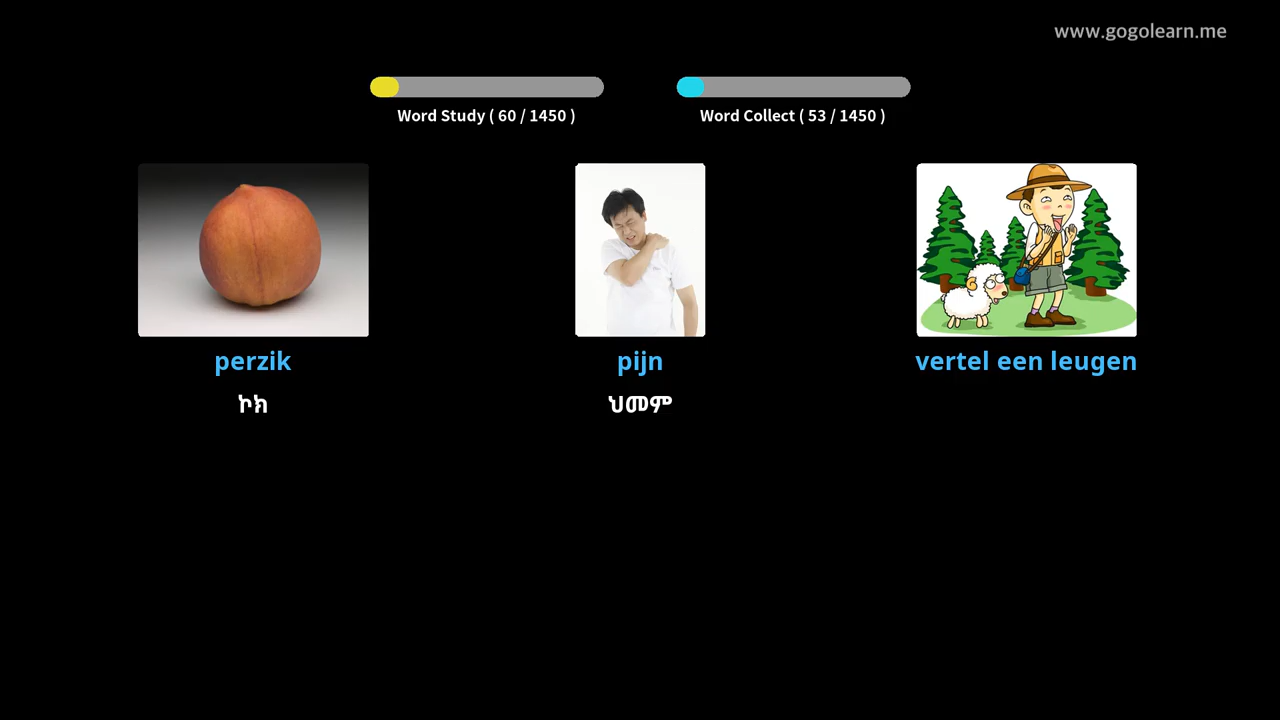 www.gogolearn.me
Word Study ( 60 / 1450 )
Word Collect ( 53 / 1450 )
perzik
pijn
vertel een leugen
ኮክ
ህመም